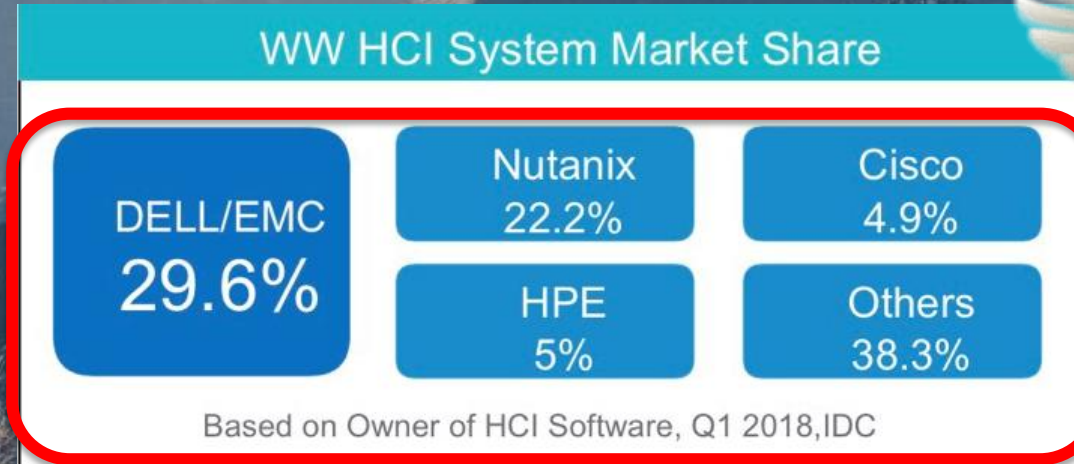 WW HCI System Market Share
DELL/EMC
29.6%
Nutanix
22.2%
Cisco
4.9%
HPE
5%
Others
38.3%
Based on Owner of HCI Software, Q1 2018,IDC